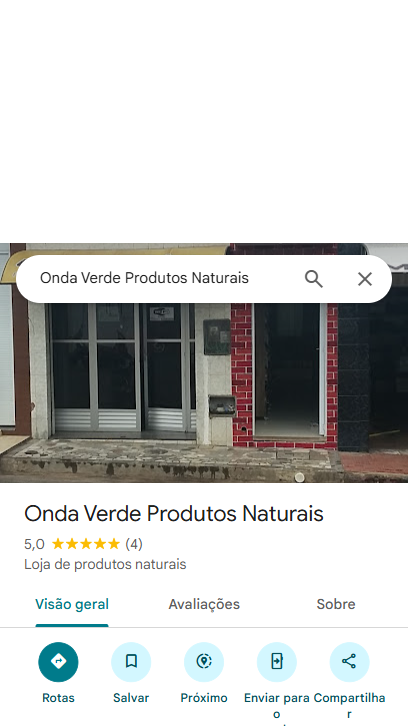 Onda Verde Produtos Naturais
Onda Verde Produtos Naturais
5,0 (4)
Loja de produtos naturais
Visão geral Avaliações Sobre
Rotas Salvar Próximo Enviar para o Compartilhar